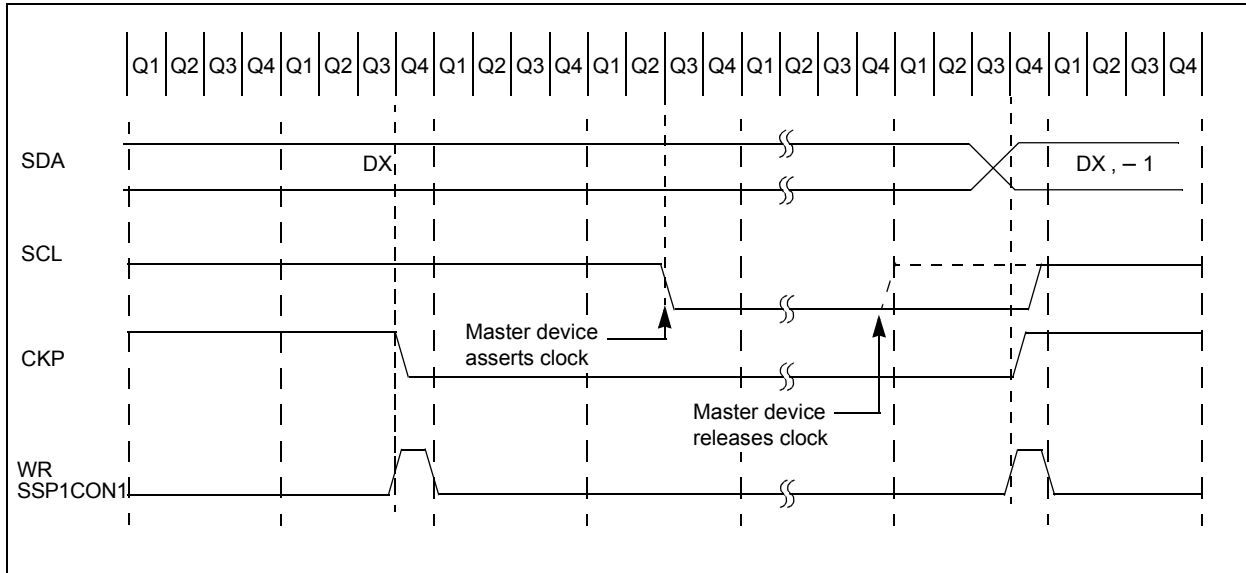 Q1 Q2 Q3 Q4 Q1 Q2 Q3 Q4 Q1 Q2 Q3 Q4 Q1 Q2 Q3 Q4 Q1 Q2 Q3 Q4 Q1 Q2 Q3 Q4 Q1 Q2 Q3 Q4
SDA
DX
DX , – 1
SCL
Master device
asserts clock
CKP
Master device
releases clock
WR
SSP1CON1